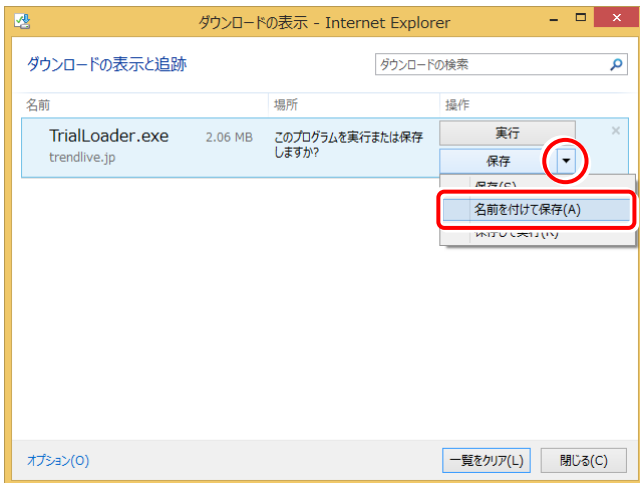 ダウンロードの表示 - Internet Explorer
ダウンロードの表示と追跡
ダウンロードの検索
名前 場所 操作
TrialLoader.exe 2.06 MB このプログラムを実行または保存しますか? 実行
trendlive.jp 保存
保存(S)
名前を付けて保存(A)
保存して実行(R)
オプション(O) 一覧をクリア(L) 閉じる(C)